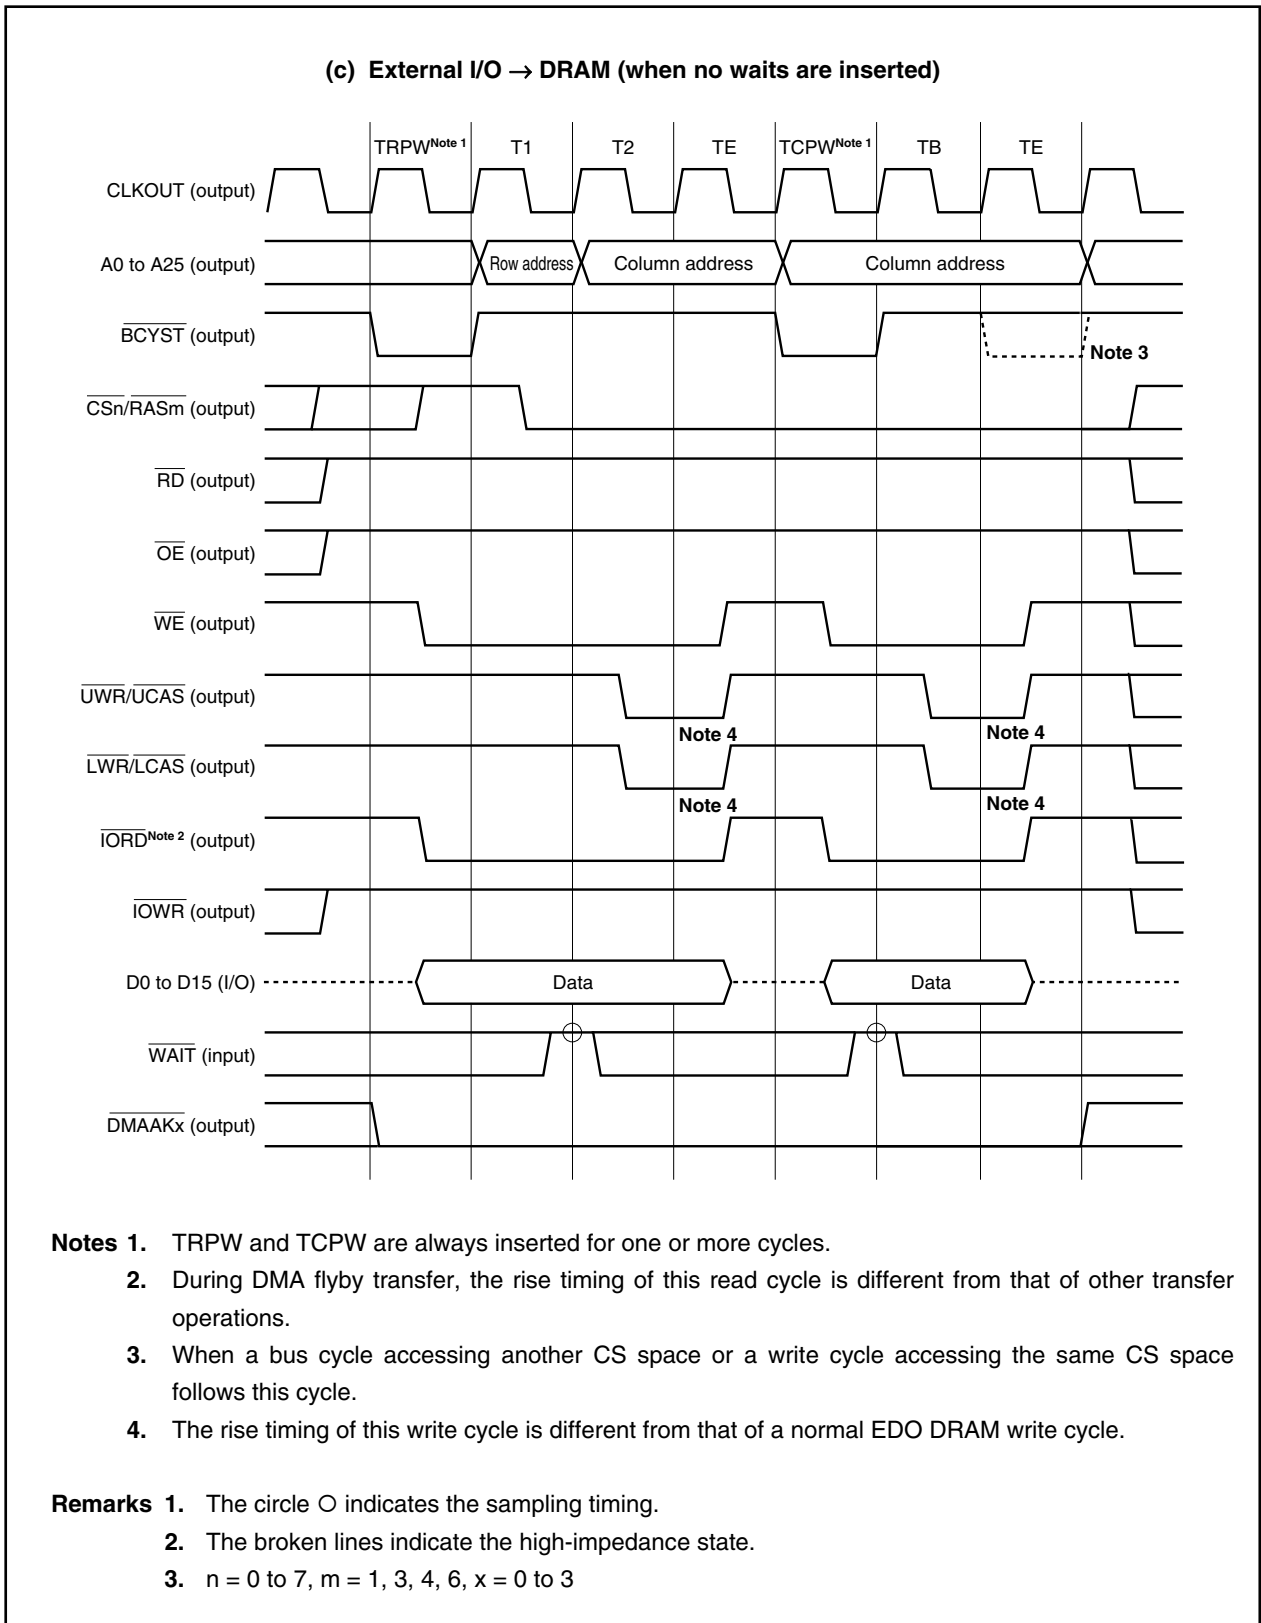 (c) External I/O → DRAM (when no waits are inserted)
TRPW Note 1 T1 T2 TE TCPW Note 1 TB TE
CLKOUT (output)
A0 to A25 (output) Row address Column address Column address
BCYST (output)
Note 3
CSn/RASm (output)
RD (output)
OE (output)
WE (output)
UWR/UCAS (output)
Note 4 Note 4
LWR/LCAS (output)
Note 4 Note 4
IORD Note 2 (output)
IOWR (output)
D0 to D15 (I/O) Data Data
WAIT (input)
DMAAKx (output)
Notes 1. TRPW and TCPW are always inserted for one or more cycles.
2. During DMA flyby transfer, the rise timing of this read cycle is different from that of other transfer
operations.
3. When a bus cycle accessing another CS space or a write cycle accessing the same CS space
follows this cycle.
4. The rise timing of this write cycle is different from that of a normal EDO DRAM write cycle.
Remarks 1. The circle ○ indicates the sampling timing.
2. The broken lines indicate the high-impedance state.
3. n = 0 to 7, m = 1, 3, 4, 6, x = 0 to 3